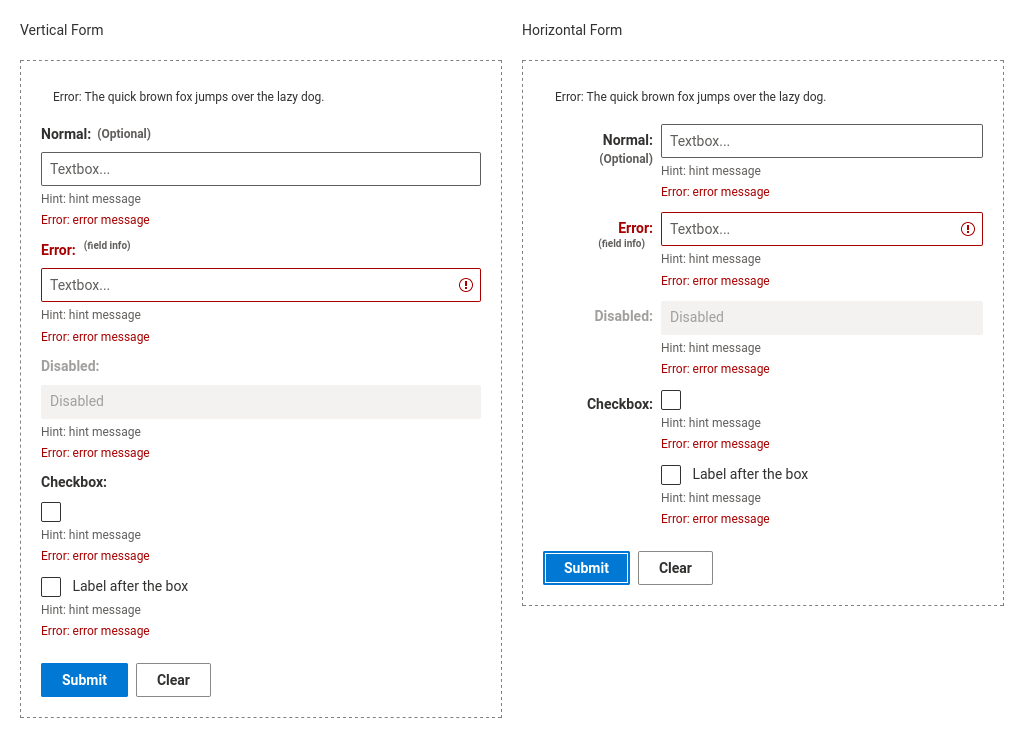 Vertical Form
Error: The quick brown fox jumps over the lazy dog.
Normal: (Optional)
Textbox...
Hint: hint message
Error: error message
Error: (field info)
Textbox...
Hint: hint message
Error: error message
Disabled:
Disabled
Hint: hint message
Error: error message
Checkbox:
Hint: hint message
Error: error message
Label after the box
Hint: hint message
Error: error message
Submit Clear
Horizontal Form
Error: The quick brown fox jumps over the lazy dog.
Normal: Textbox...
(Optional)
Hint: hint message
Error: error message
Error: Textbox...
(field info)
Hint: hint message
Error: error message
Disabled: Disabled
Hint: hint message
Error: error message
Checkbox:
Hint: hint message
Error: error message
Label after the box
Hint: hint message
Error: error message
Submit Clear